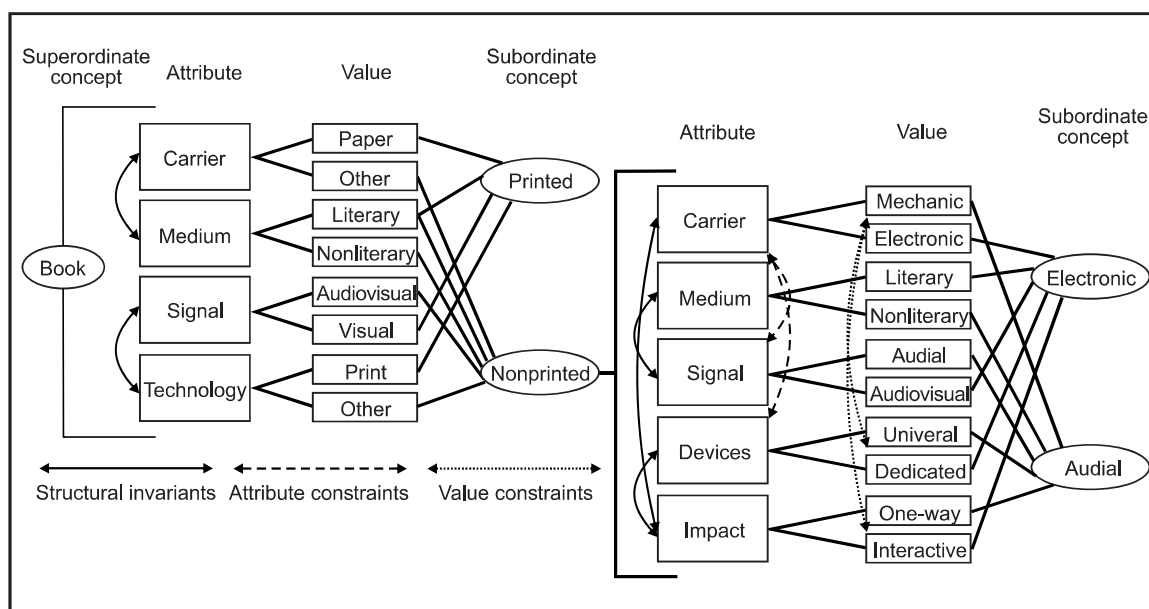 Superordinate
concept
Attribute
Value
Subordinate
concept
Book
Carrier
Medium
Signal
Technology
Paper
Other
Literary
Nonliterary
Audiovisual
Visual
Print
Other
Printed
Nonprinted
Structural invariants
Attribute constraints
Value constraints
Attribute
Value
Subordinate
concept
Carrier
Medium
Signal
Devices
Impact
Mechanic
Electronic
Literary
Nonliterary
Audial
Audiovisual
Univeral
Dedicated
One-way
Interactive
Electronic
Audial